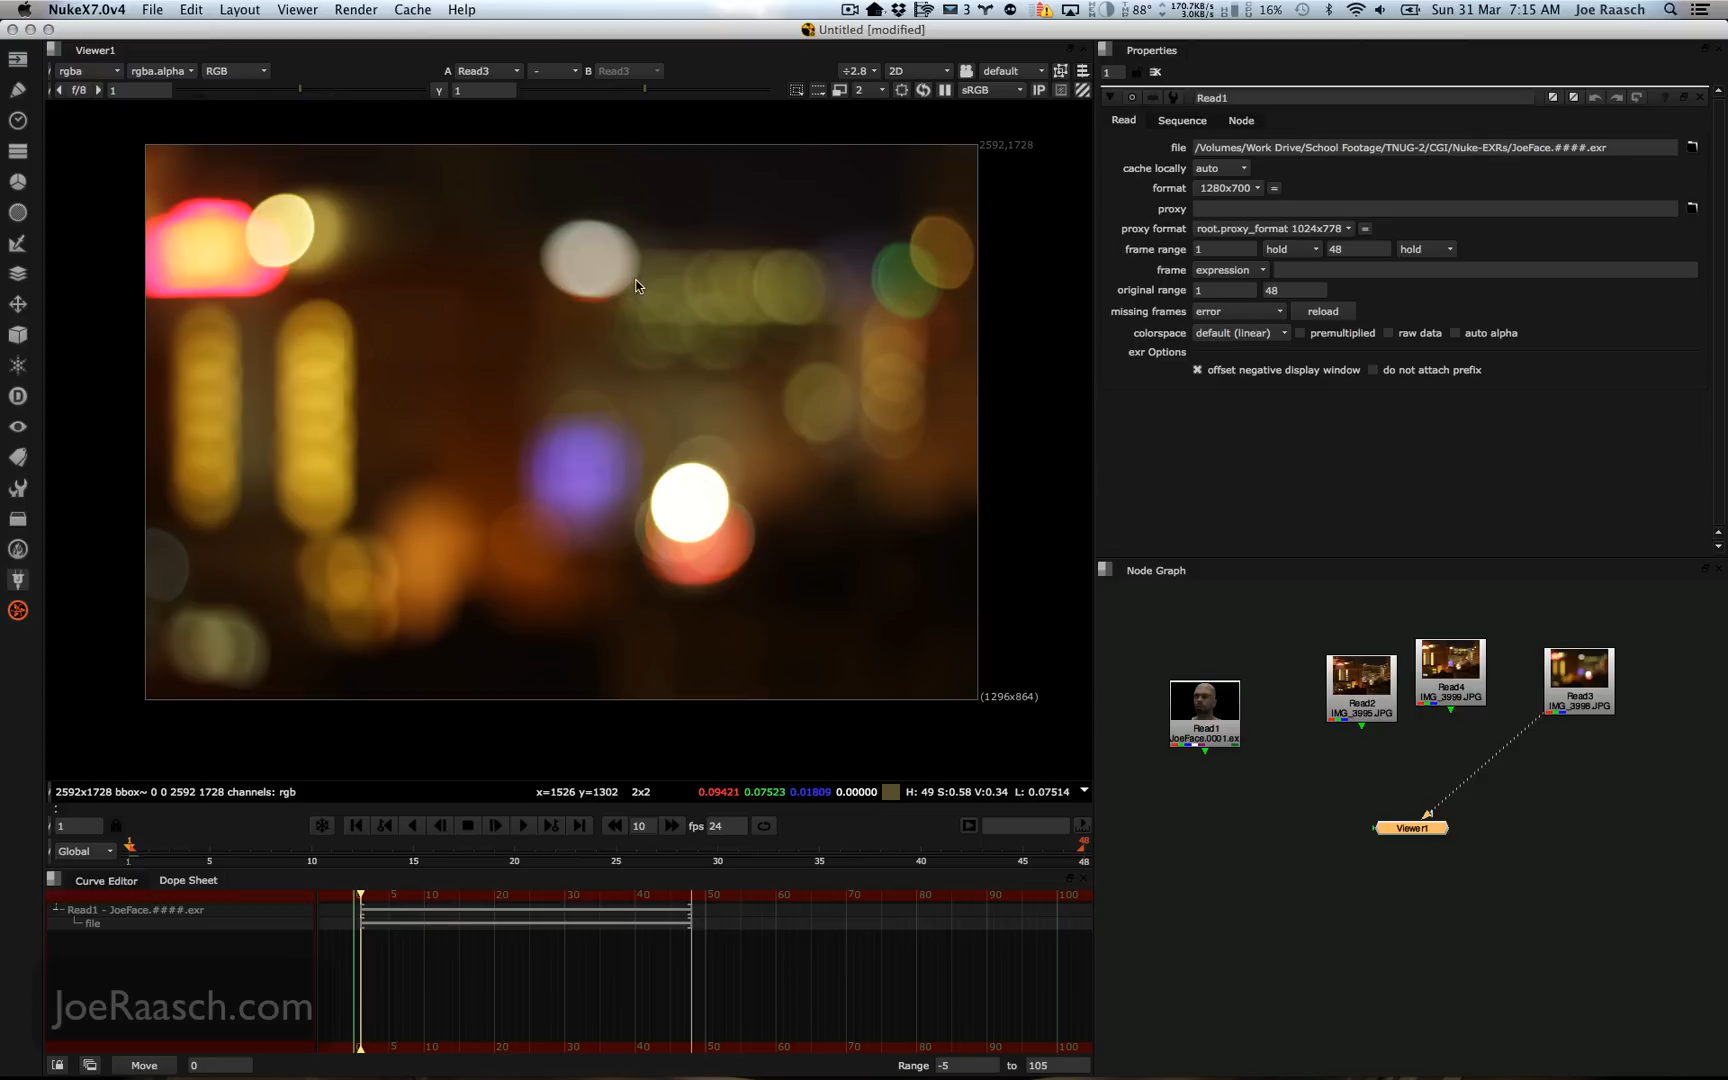 NukeX7.0v4 File Edit Layout Viewer Render Cache Help 3 88° 170.7KB/s 3.0KB/s 16% Sun 31 Mar 7:15 AM Joe Raasch
Untitled [modified]
Viewer1
rgba rgba.alpha RGB A Read3 - B Read3 ÷2.8 2D default
f/8 1 y 1 2 sRGB IP
2592,1728
(1296x864)
2592x1728 bbox~ 0 0 2592 1728 channels: rgb x=1526 y=1302 2x2 0.09421 0.07523 0.01809 0.00000 H: 49 S:0.58 V:0.34 L: 0.07514
1 10 fps 24
Global 1 5 10 15 20 25 30 35 40 45 48
48
Curve Editor Dope Sheet
5 10 20 30 40 50 60 70 80 90 100
Read1 - JoeFace.####.exr
file
JoeRaasch.com
5 10 20 30 40 50 60 70 80 90 100
Move 0 Range -5 to 105
Properties
1
Read1
Read Sequence Node
file /Volumes/Work Drive/School Footage/TNUG-2/CGI/Nuke-EXRs/JoeFace.####.exr
cache locally auto
format 1280x700 =
proxy
proxy format root.proxy_format 1024x778 =
frame range 1 hold 48 hold
frame expression
original range 1 48
missing frames error reload
colorspace default (linear) premultiplied raw data auto alpha
exr Options
offset negative display window do not attach prefix
Node Graph
Read1
JoeFace.0001.ex
Read2
IMG_3995.JPG
Read4
IMG_3999.JPG
Read3
IMG_3998.JPG
1
Viewer1